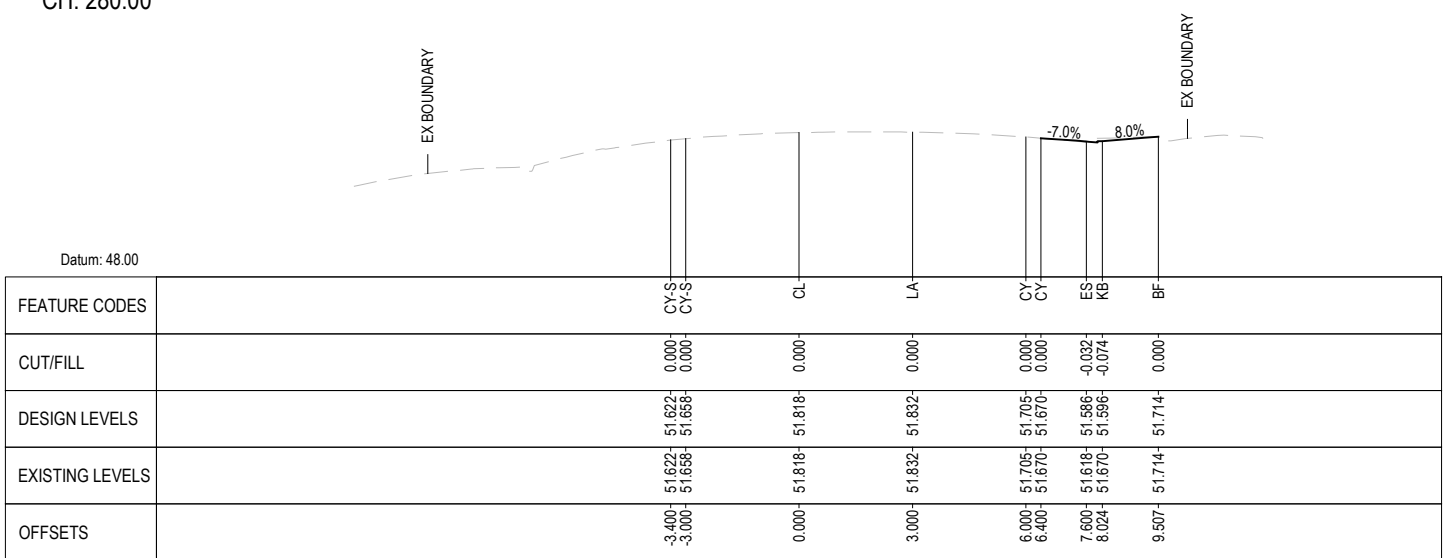 CH: 280.00
EX BOUNDARY
EX BOUNDARY
-7.0% 8.0%
Datum: 48.00
FEATURE CODES CY-S CY-S CL LA CY CY ES KB BF
CUT/FILL 0.000 0.000 0.000 0.000 0.000 0.000 -0.032 -0.074 0.000
DESIGN LEVELS 51.622 51.658 51.818 51.832 51.705 51.670 51.586 51.596 51.714
EXISTING LEVELS 51.622 51.658 51.818 51.832 51.705 51.670 51.618 51.670 51.714
OFFSETS -3.400 -3.000 0.000 3.000 6.000 6.400 7.600 8.024 9.507